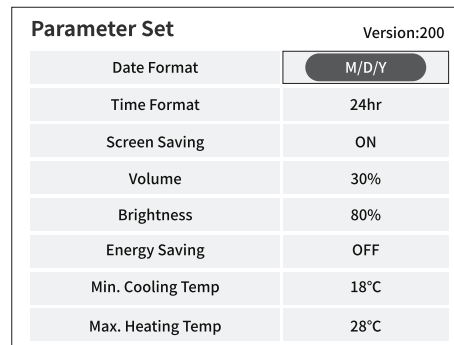 Parameter Set Version:200
Date Format M/D/Y
Time Format 24hr
Screen Saving ON
Volume 30%
Brightness 80%
Energy Saving OFF
Min. Cooling Temp 18°C
Max. Heating Temp 28°C